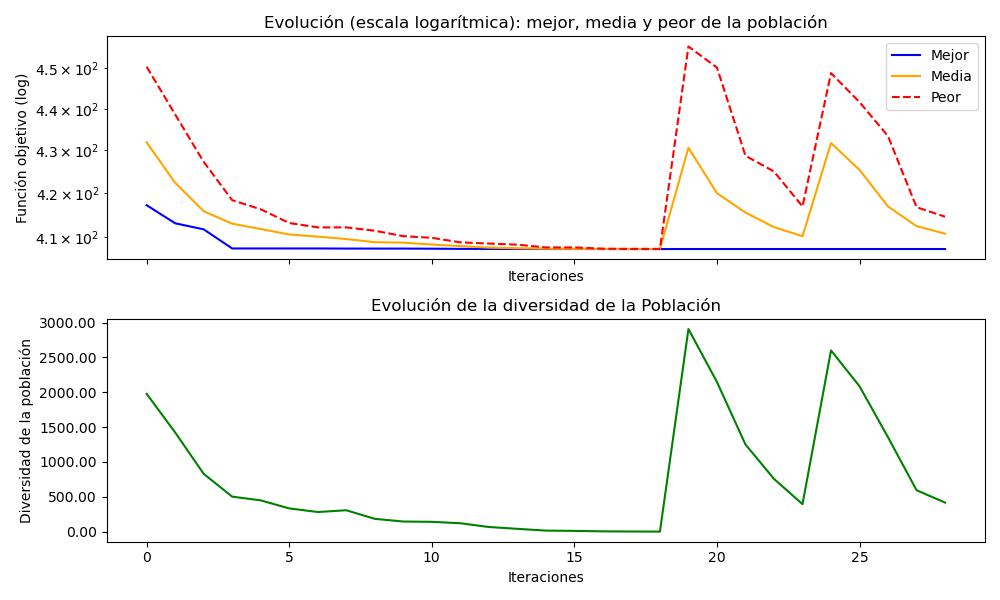 Evolución (escala logarítmica): mejor, media y peor de la población
Función objetivo (log)
4.5 × 10²
4.4 × 10²
4.3 × 10²
4.2 × 10²
4.1 × 10²
Mejor
Media
Peor
Iteraciones
Evolución de la diversidad de la Población
Diversidad de la población
3000.00
2500.00
2000.00
1500.00
1000.00
500.00
0.00
0 5 10 15 20 25
Iteraciones